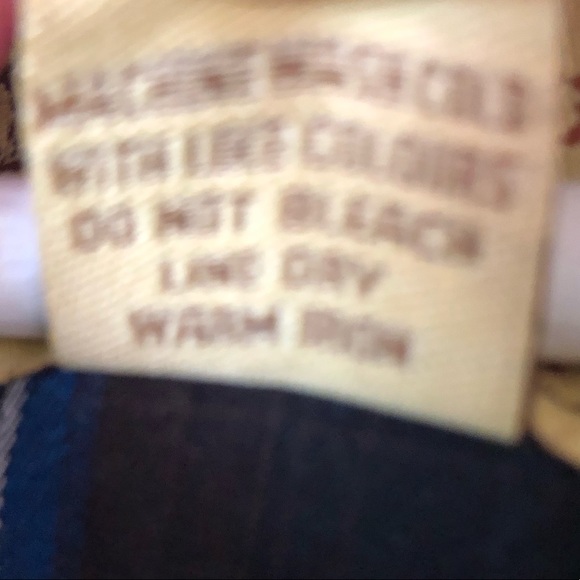 MACHINE WASH COLD
WITH LIKE COLOURS
DO NOT BLEACH
LINE DRY
WARM IRON